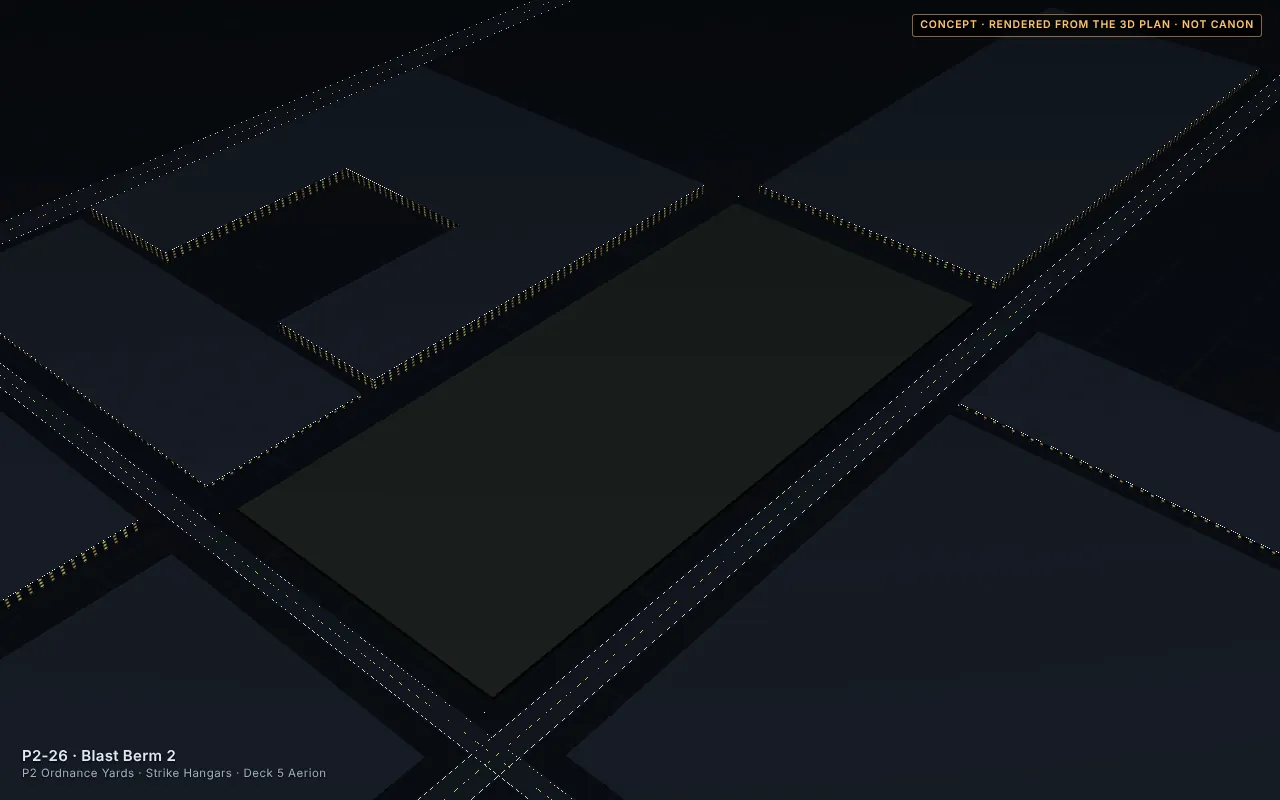 CONCEPT · RENDERED FROM THE 3D PLAN · NOT CANON
P2-26 · Blast Berm 2
P2 Ordnance Yards · Strike Hangars · Deck 5 Aerion